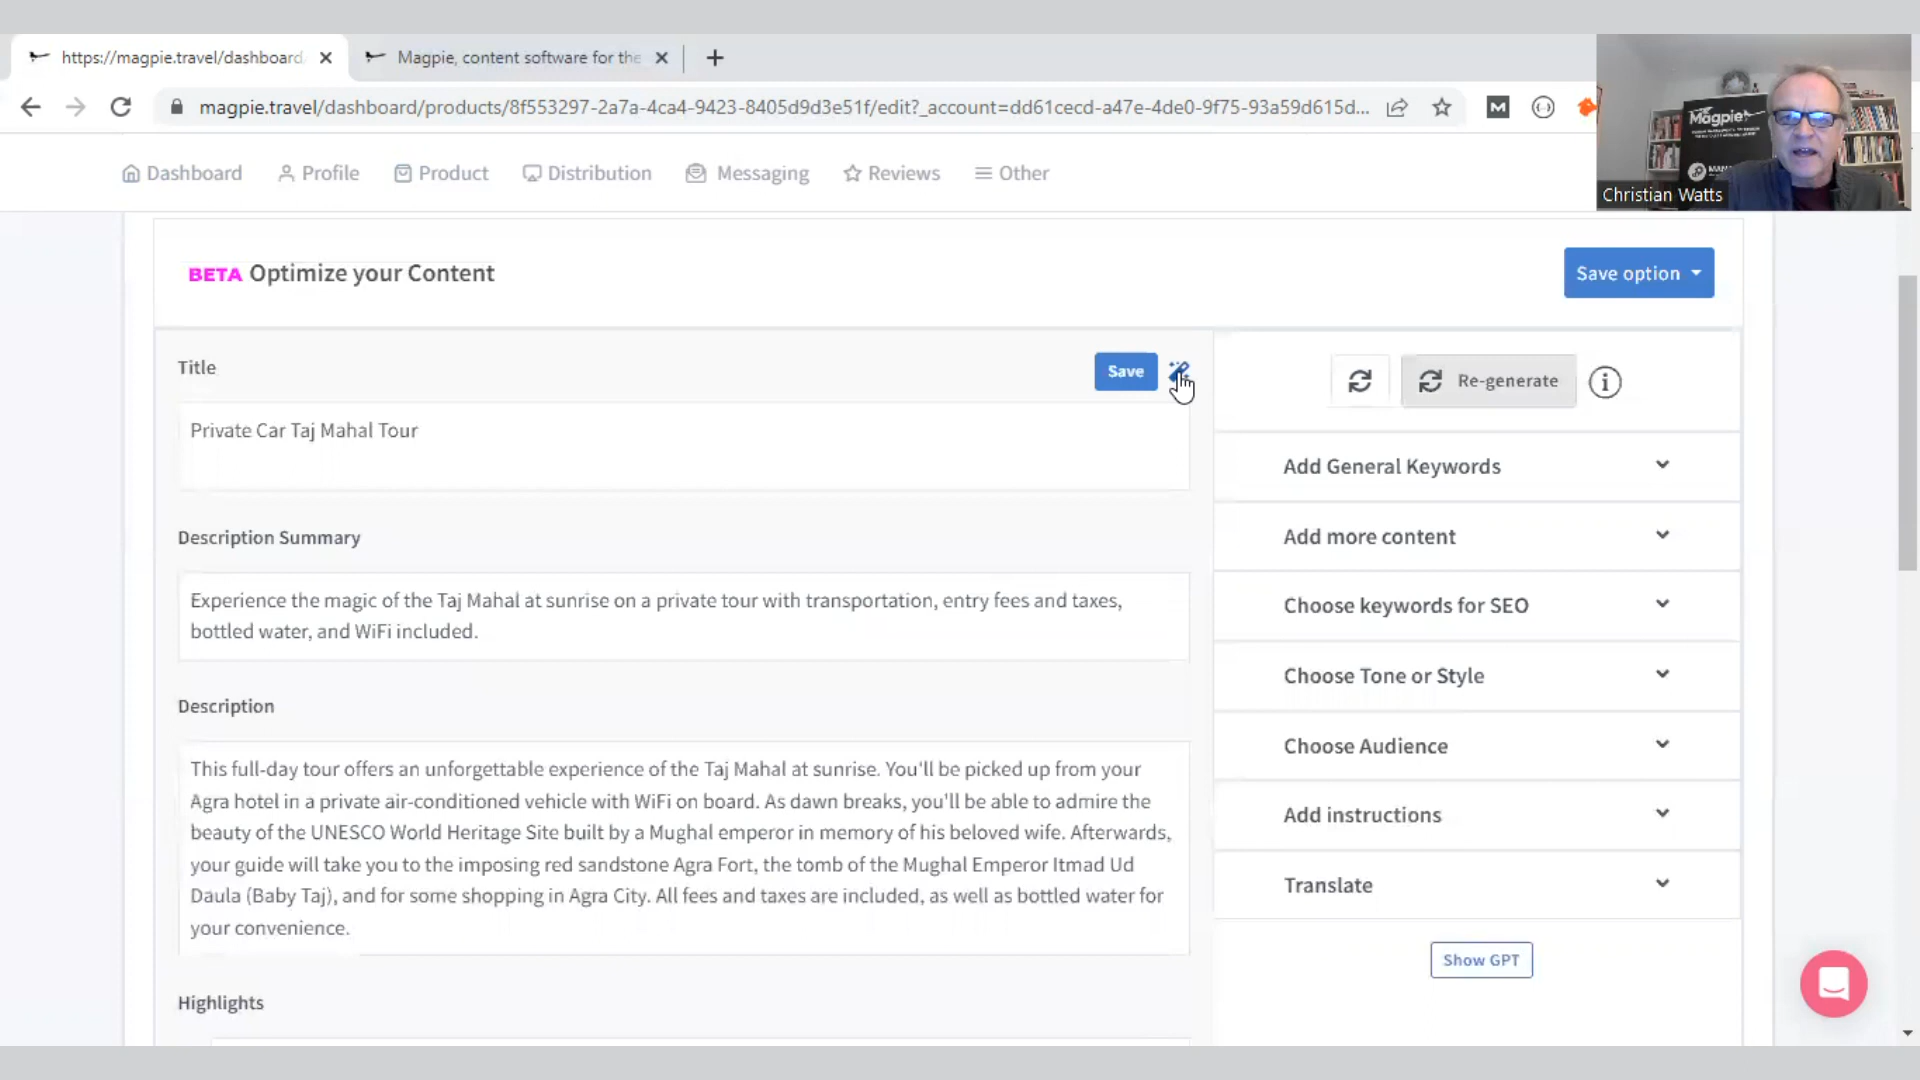 https://magpie.travel/dashboard
Magpie, content software for the
magpie.travel/dashboard/products/8f553297-2a7a-4ca4-9423-8405d9d3e51f/edit?_account=dd61cecd-a47e-4de0-9f75-93a59d615d...
M
Magpie
Christian Watts
Dashboard
Profile
Product
Distribution
Messaging
Reviews
Other
BETA Optimize your Content
Save option
Title
Save
Private Car Taj Mahal Tour
Description Summary
Experience the magic of the Taj Mahal at sunrise on a private tour with transportation, entry fees and taxes,
bottled water, and WiFi included.
Description
This full-day tour offers an unforgettable experience of the Taj Mahal at sunrise. You'll be picked up from your
Agra hotel in a private air-conditioned vehicle with WiFi on board. As dawn breaks, you'll be able to admire the
beauty of the UNESCO World Heritage Site built by a Mughal emperor in memory of his beloved wife. Afterwards,
your guide will take you to the imposing red sandstone Agra Fort, the tomb of the Mughal Emperor Itmad Ud
Daula (Baby Taj), and for some shopping in Agra City. All fees and taxes are included, as well as bottled water for
your convenience.
Highlights
Re-generate
Add General Keywords
Add more content
Choose keywords for SEO
Choose Tone or Style
Choose Audience
Add instructions
Translate
Show GPT